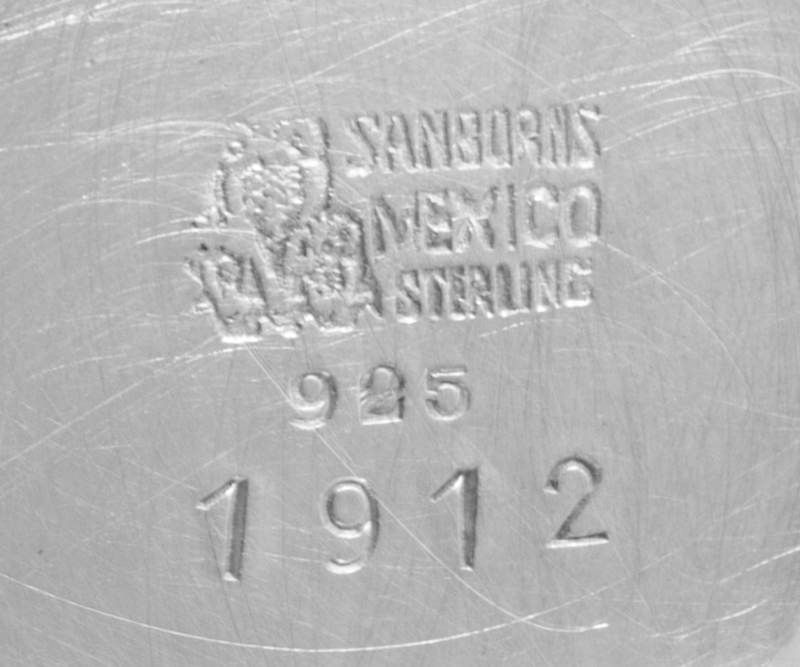 SANBORNS
MEXICO
STERLING
925
1912